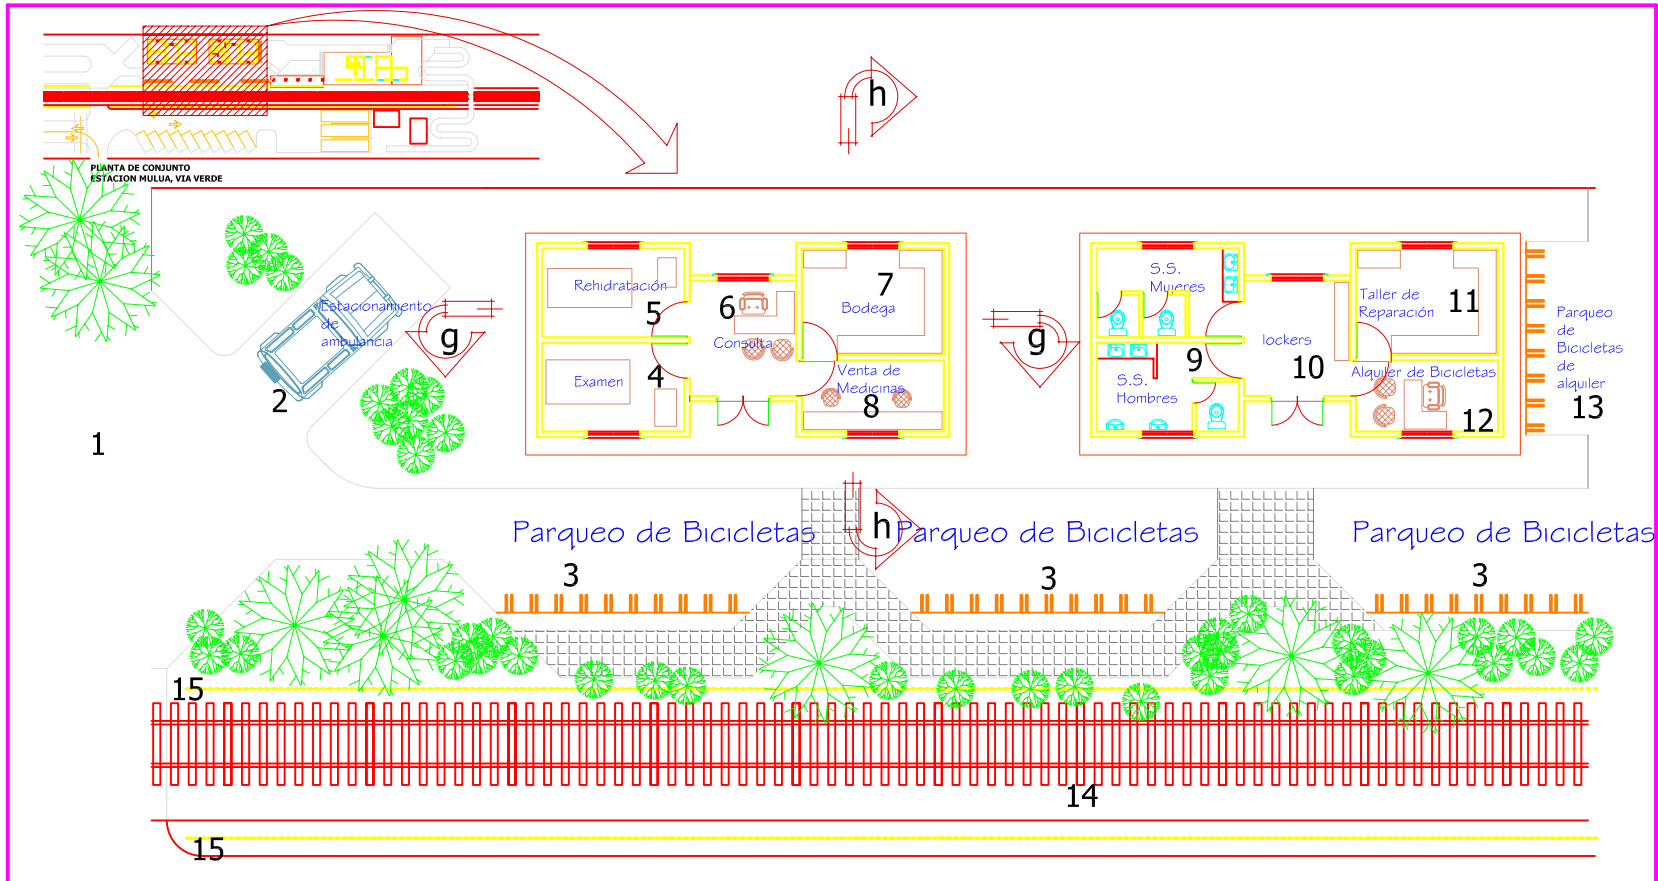 PLANTA DE CONJUNTO
ESTACION MULUA, VIA VERDE
h
Estacionamiento
de
ambulancia
2
1
g
Rehidratación
5
Examen
4
6
Consulta
7
Bodega
Venta de
Medicinas
8
g
S.S.
Mujeres
S.S.
Hombres
9
lockers
10
Taller de
Reparación
11
Alquiler de Bicicletas
12
Parqueo
de
Bicicletas
de
alquiler
13
h
Parqueo de Bicicletas
3
Parqueo de Bicicletas
3
Parqueo de Bicicletas
3
15
14
15